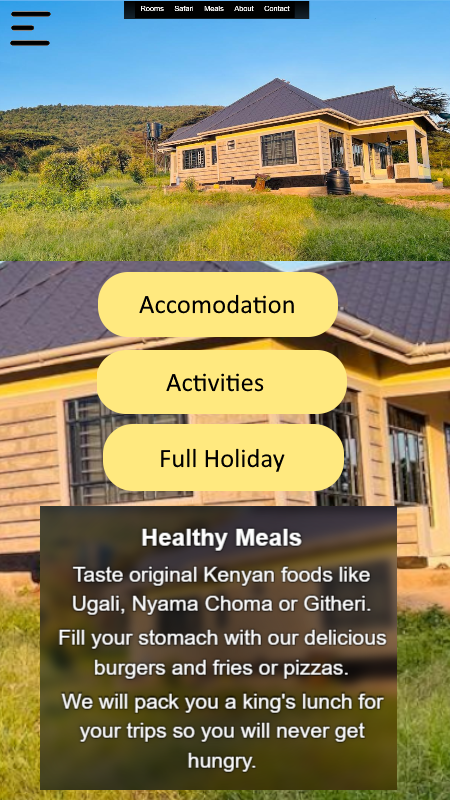 Rooms Safari Meals About Contact
Accomodation
Activities
Full Holiday
Healthy Meals
Taste original Kenyan foods like
Ugali, Nyama Choma or Githeri.
Fill your stomach with our delicious
burgers and fries or pizzas.
We will pack you a king's lunch for
your trips so you will never get
hungry.